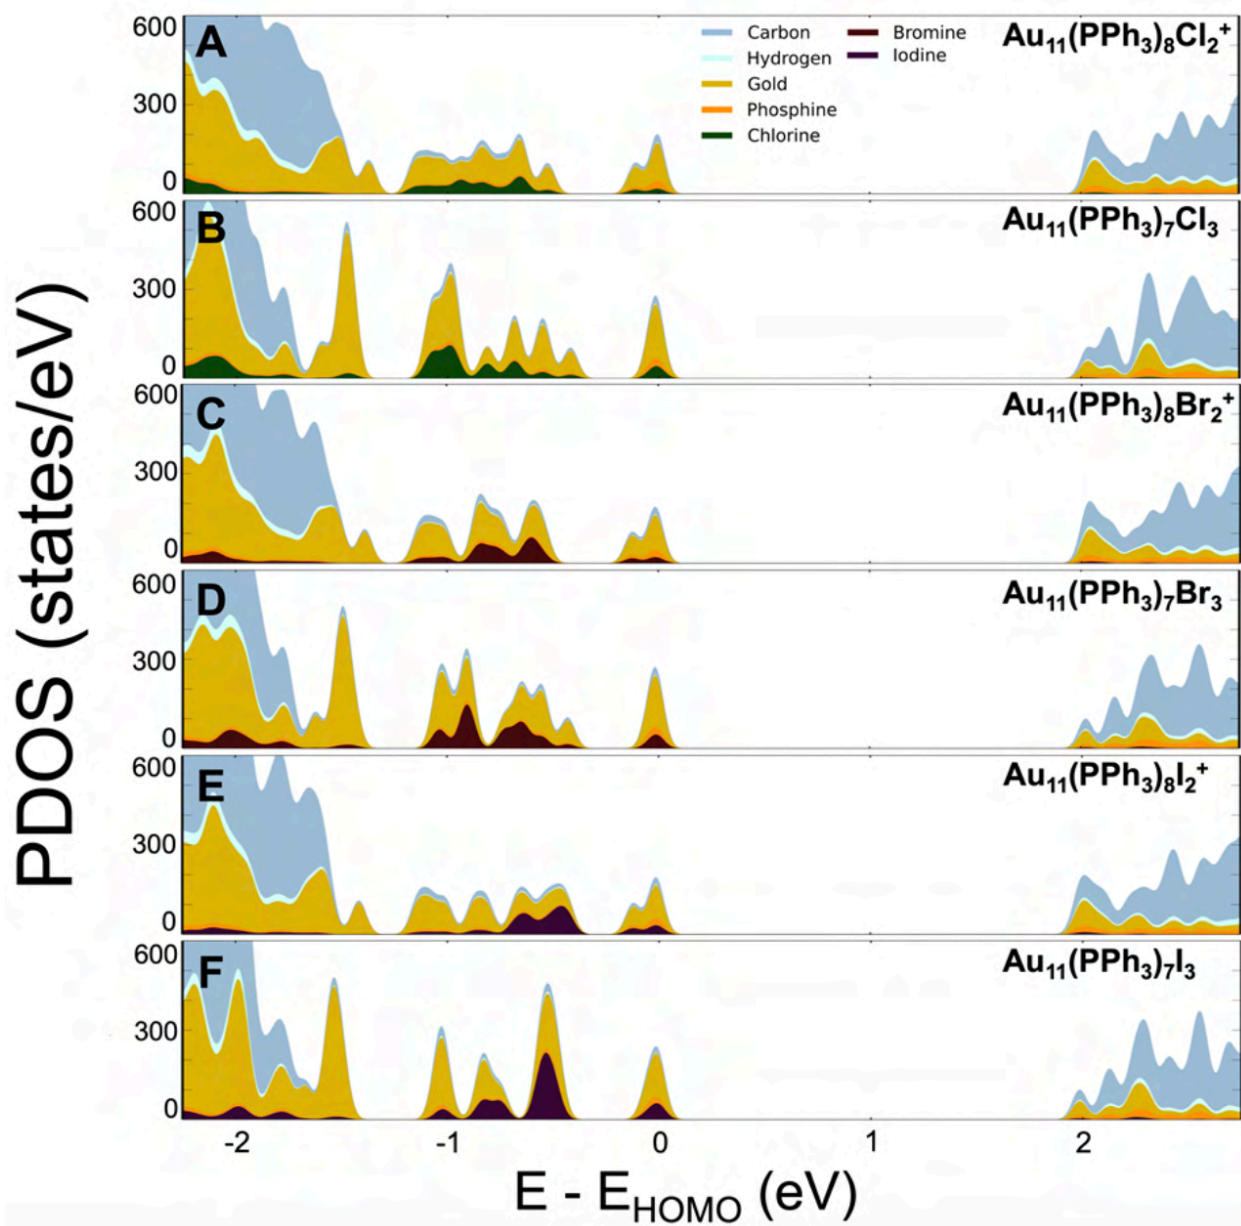 PDOS (states/eV)
A
600
300
0
Carbon
Hydrogen
Gold
Phosphine
Chlorine
Bromine
Iodine
Au₁₁(PPh₃)₈Cl₂⁺
B
600
300
0
Au₁₁(PPh₃)₇Cl₃
C
600
300
0
Au₁₁(PPh₃)₈Br₂⁺
D
600
300
0
Au₁₁(PPh₃)₇Br₃
E
600
300
0
Au₁₁(PPh₃)₈I₂⁺
F
600
300
0
Au₁₁(PPh₃)₇I₃
-2 -1 0 1 2
E - E_HOMO (eV)